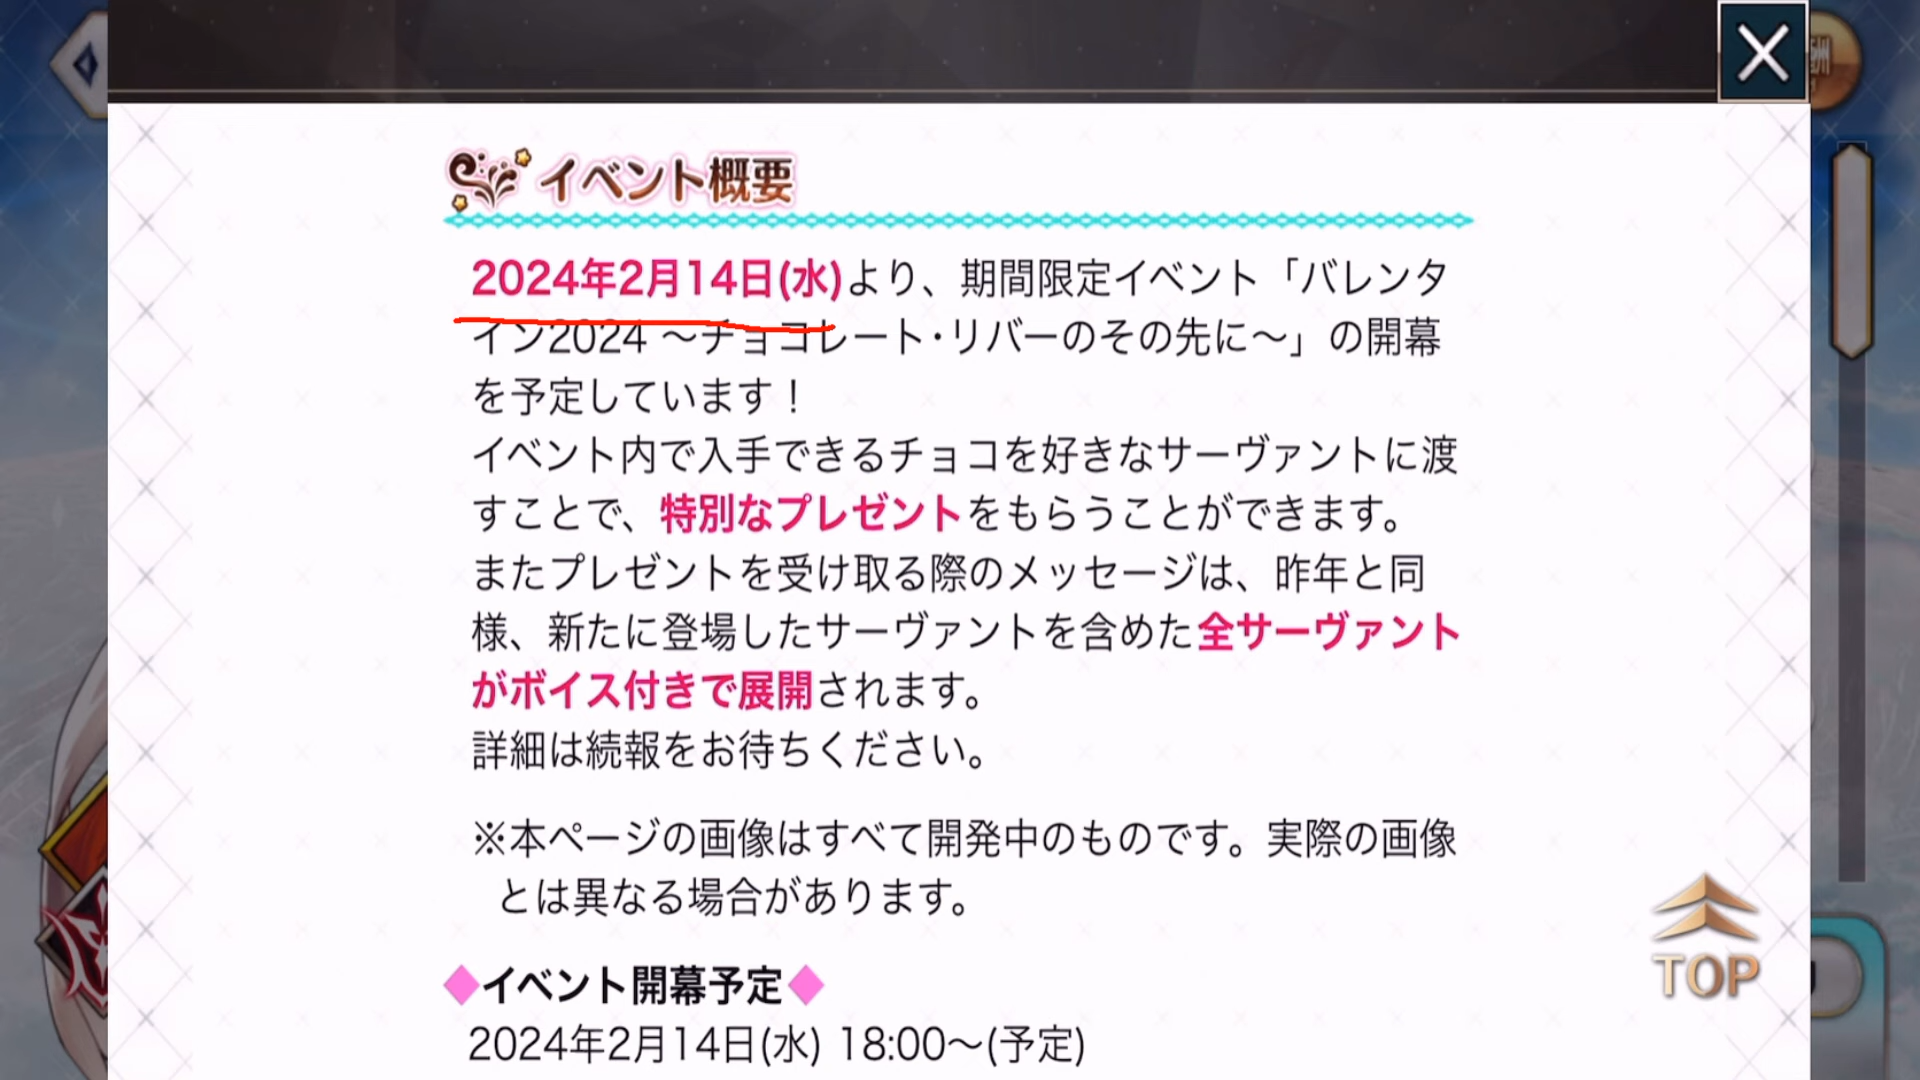 イベント概要
2024年2月14日(水)より、期間限定イベント「バレンタ
イン2024 ～チョコレート･リバーのその先に～」の開幕
を予定しています！
イベント内で入手できるチョコを好きなサーヴァントに渡
すことで、特別なプレゼントをもらうことができます。
またプレゼントを受け取る際のメッセージは、昨年と同
様、新たに登場したサーヴァントを含めた全サーヴァント
がボイス付きで展開されます。
詳細は続報をお待ちください。
※本ページの画像はすべて開発中のものです。実際の画像
とは異なる場合があります。
◆イベント開幕予定◆
2024年2月14日(水) 18:00～(予定)
TOP